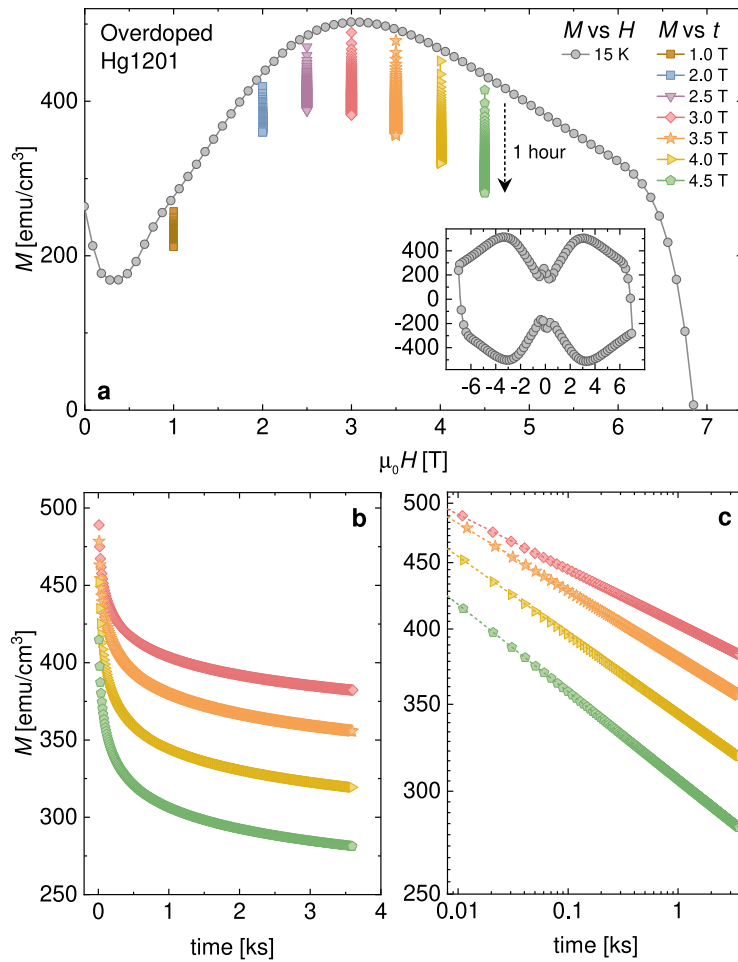 Overdoped
Hg1201
M vs H
15 K
M vs t
1.0 T
2.0 T
2.5 T
3.0 T
3.5 T
4.0 T
4.5 T
1 hour
M [emu/cm³]
400
200
0
a
400
200
0
-200
-400
-6 -4 -2 0 2 4 6
0 1 2 3 4 5 6 7
μ₀H [T]
b
M [emu/cm³]
500
450
400
350
300
250
0 1 2 3 4
time [ks]
c
500
450
400
350
300
250
0.01 0.1 1
time [ks]